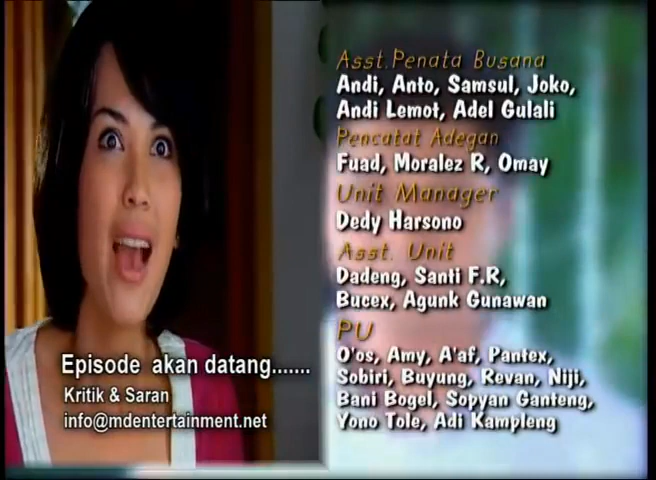 Asst.Penata Busana
Andi, Anto, Samsul, Joko,
Andi Lemot, Adel Gulali
Pencatat Adegan
Fuad, Moralez R, Omay
Unit Manager
Dedy Harsono
Asst. Unit
Dadeng, Santi F.R,
Bucex, Agunk Gunawan
PU
O'os, Amy, A'af, Pantex,
Sobiri, Buyung, Revan, Niji,
Bani Bogel, Sopyan Ganteng,
Yono Tole, Adi Kampleng
Episode akan datang.......
Kritik & Saran
info@mdentertainment.net